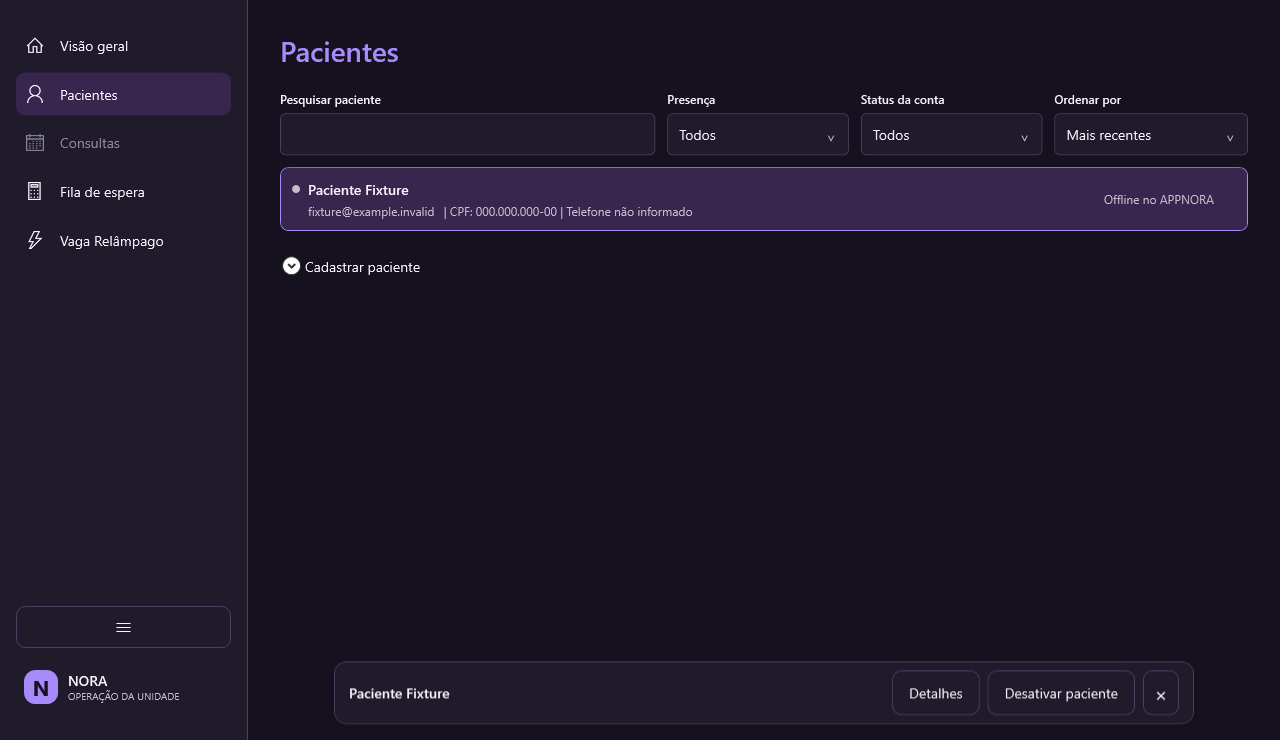 Visão geral
Pacientes
Consultas
Fila de espera
Vaga Relâmpago
N
NORA
OPERAÇÃO DA UNIDADE
Pacientes
Pesquisar paciente
Presença
Todos
Status da conta
Todos
Ordenar por
Mais recentes
Paciente Fixture
fixture@example.invalid | CPF: 000.000.000-00 | Telefone não informado
Offline no APPNORA
Cadastrar paciente
Paciente Fixture
Detalhes
Desativar paciente